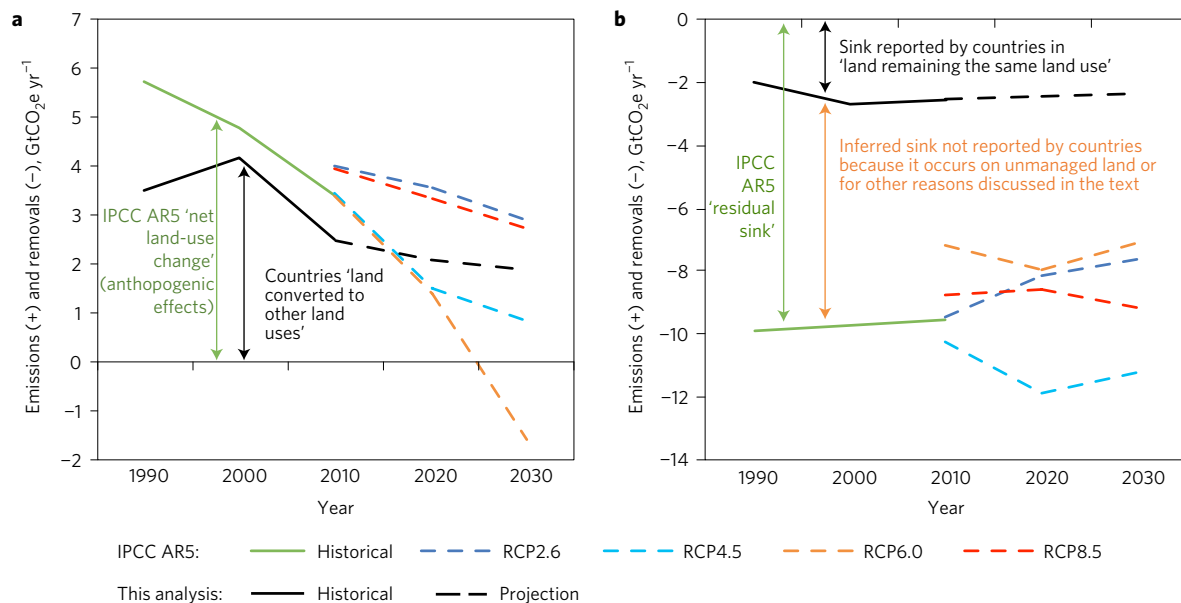 a
Emissions (+) and removals (−), GtCO₂e yr⁻¹
7
6
5
4
3
2
1
0
−1
−2
IPCC AR5 ‘net
land-use
change’
(anthopogenic
effects)
Countries ‘land
converted to
other land
uses’
1990
2000
2010
2020
2030
Year
b
Emissions (+) and removals (−), GtCO₂e yr⁻¹
0
−2
−4
−6
−8
−10
−12
−14
Sink reported by countries in
‘land remaining the same land use’
Inferred sink not reported by countries
because it occurs on unmanaged land or
for other reasons discussed in the text
IPCC
AR5
‘residual
sink’
1990
2000
2010
2020
2030
Year
IPCC AR5: Historical RCP2.6 RCP4.5 RCP6.0 RCP8.5
This analysis: Historical Projection